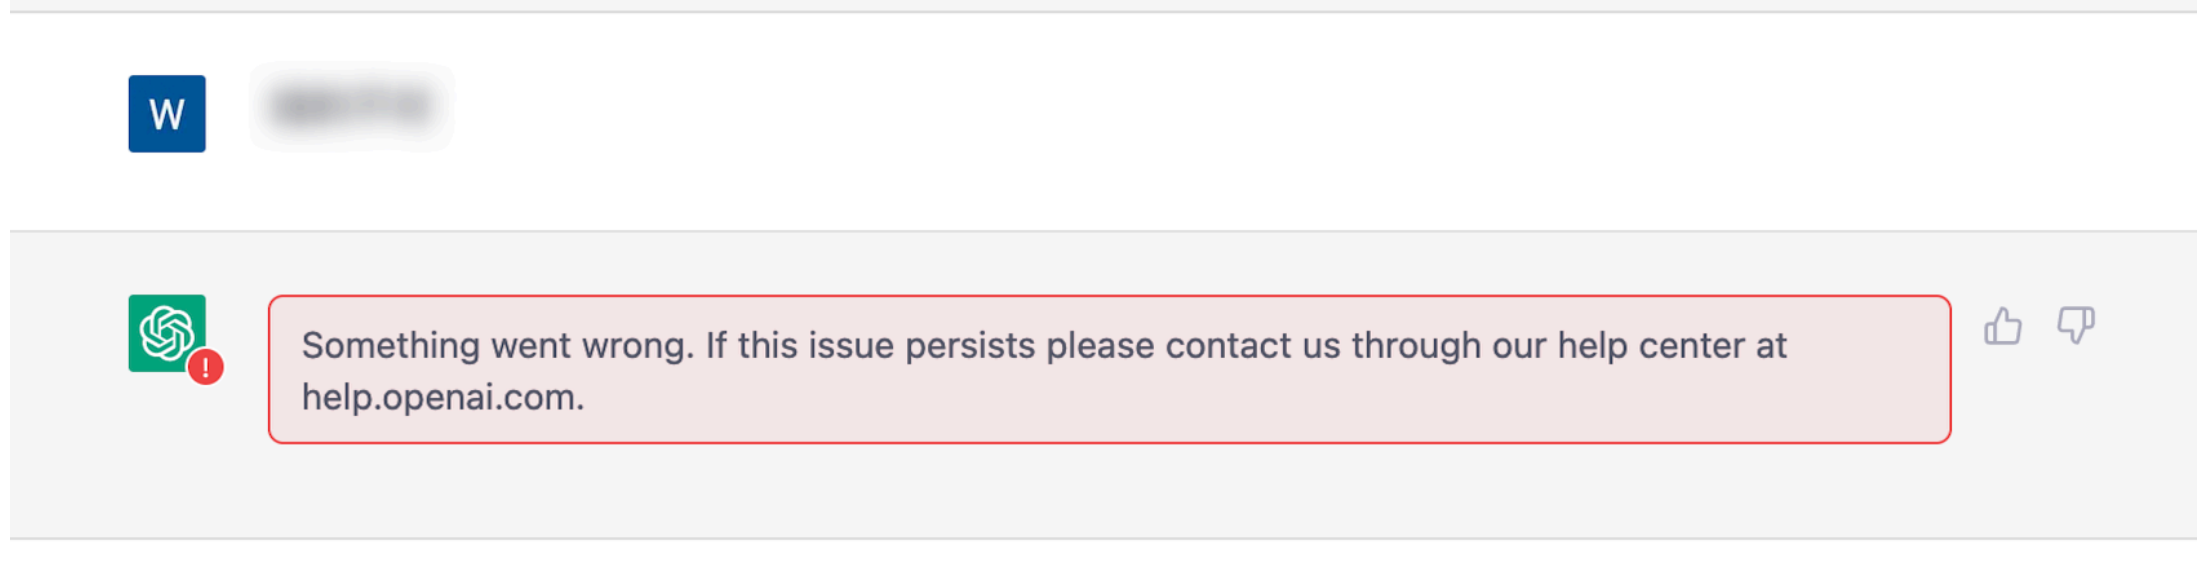 W
Something went wrong. If this issue persists please contact us through our help center at
help.openai.com.